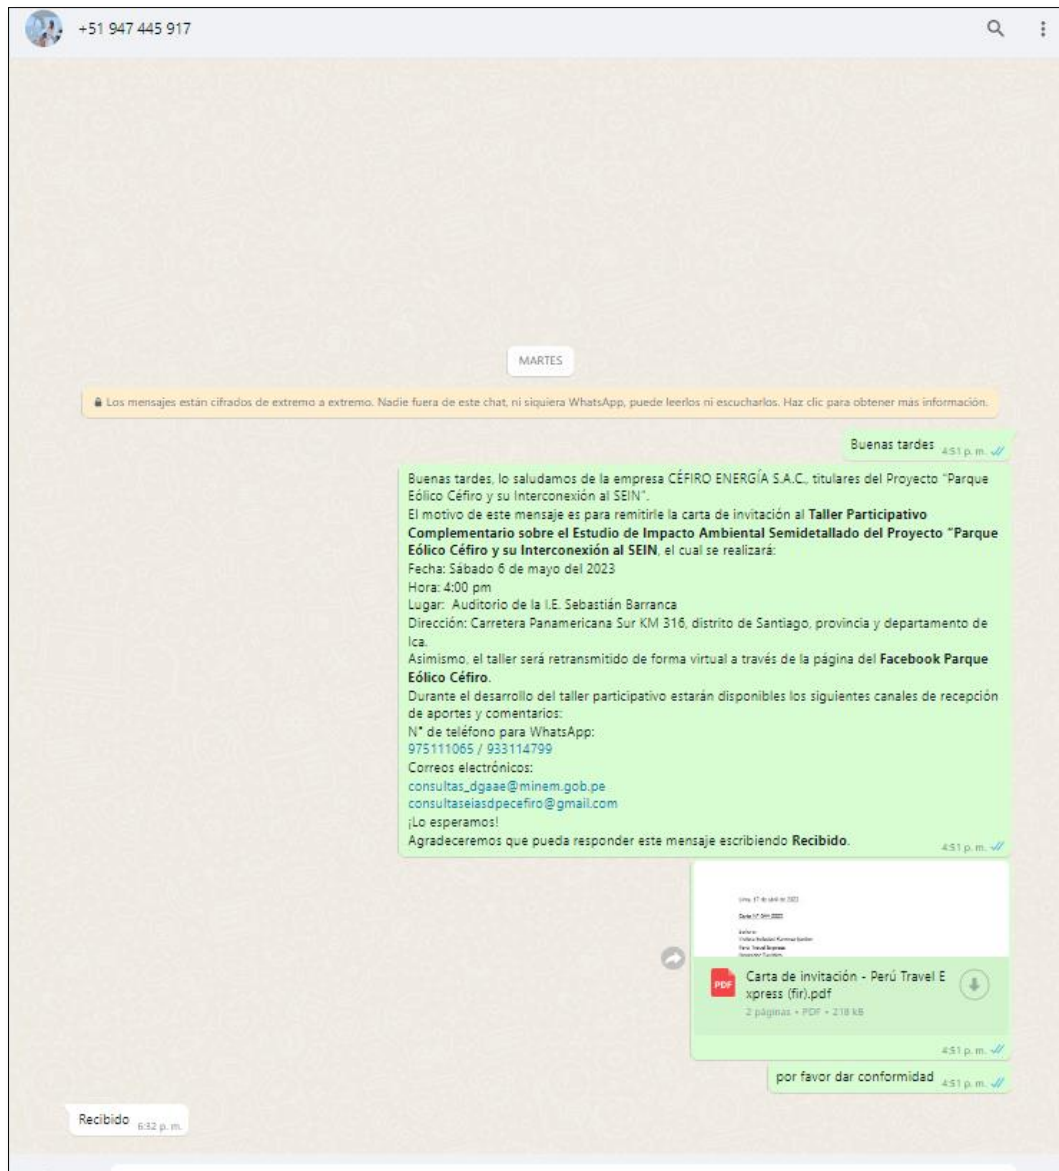 +51 947 445 917
MARTES
Los mensajes están cifrados de extremo a extremo. Nadie fuera de este chat, ni siquiera WhatsApp, puede leerlos ni escucharlos. Haz clic para obtener más información.
Buenas tardes 4:51 p. m.
Buenas tardes, lo saludamos de la empresa CÉFIRO ENERGÍA S.A.C., titulares del Proyecto "Parque
Eólico Céfiro y su Interconexión al SEIN".
El motivo de este mensaje es para remitirle la carta de invitación al Taller Participativo
Complementario sobre el Estudio de Impacto Ambiental Semidetallado del Proyecto "Parque
Eólico Céfiro y su Interconexión al SEIN, el cual se realizará:
Fecha: Sábado 6 de mayo del 2023
Hora: 4:00 pm
Lugar: Auditorio de la I.E. Sebastián Barranca
Dirección: Carretera Panamericana Sur KM 316, distrito de Santiago, provincia y departamento de
Ica.
Asimismo, el taller será retransmitido de forma virtual a través de la página del Facebook Parque
Eólico Céfiro.
Durante el desarrollo del taller participativo estarán disponibles los siguientes canales de recepción
de aportes y comentarios:
N° de teléfono para WhatsApp:
975111065 / 933114799
Correos electrónicos:
consultas_dgaae@minem.gob.pe
consultaseiasdpecefiro@gmail.com
¡Lo esperamos!
Agradeceremos que pueda responder este mensaje escribiendo Recibido.
4:51 p. m.
PDF
Carta de invitación - Perú Travel E
xpress (fir).pdf
2 páginas • PDF • 218 kB
4:51 p. m.
por favor dar conformidad 4:51 p. m.
Recibido 6:32 p. m.